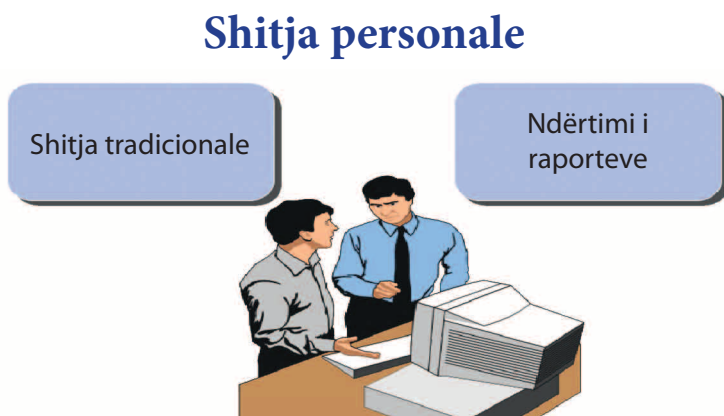 Shitja personale
Shitja tradicionale
Ndërtimi i
raporteve